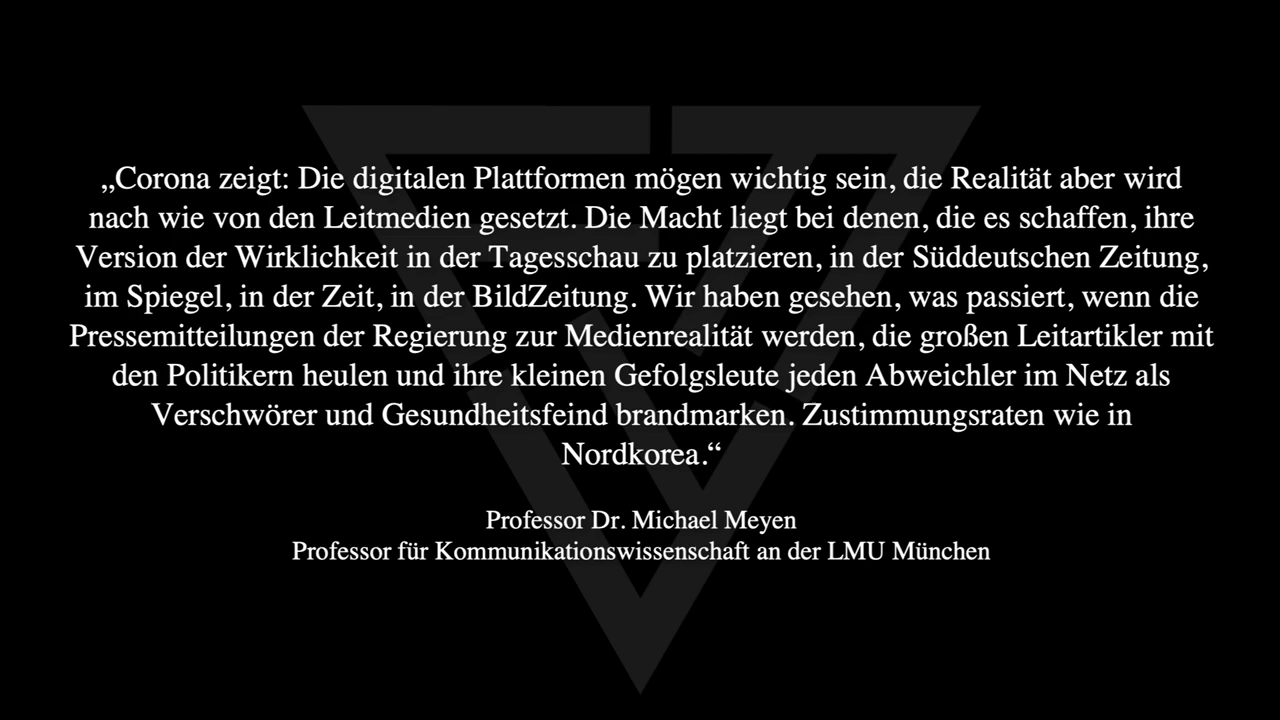 „Corona zeigt: Die digitalen Plattformen mögen wichtig sein, die Realität aber wird
nach wie von den Leitmedien gesetzt. Die Macht liegt bei denen, die es schaffen, ihre
Version der Wirklichkeit in der Tagesschau zu platzieren, in der Süddeutschen Zeitung,
im Spiegel, in der Zeit, in der BildZeitung. Wir haben gesehen, was passiert, wenn die
Pressemitteilungen der Regierung zur Medienrealität werden, die großen Leitartikler mit
den Politikern heulen und ihre kleinen Gefolgsleute jeden Abweichler im Netz als
Verschwörer und Gesundheitsfeind brandmarken. Zustimmungsraten wie in
Nordkorea.“
Professor Dr. Michael Meyen
Professor für Kommunikationswissenschaft an der LMU München